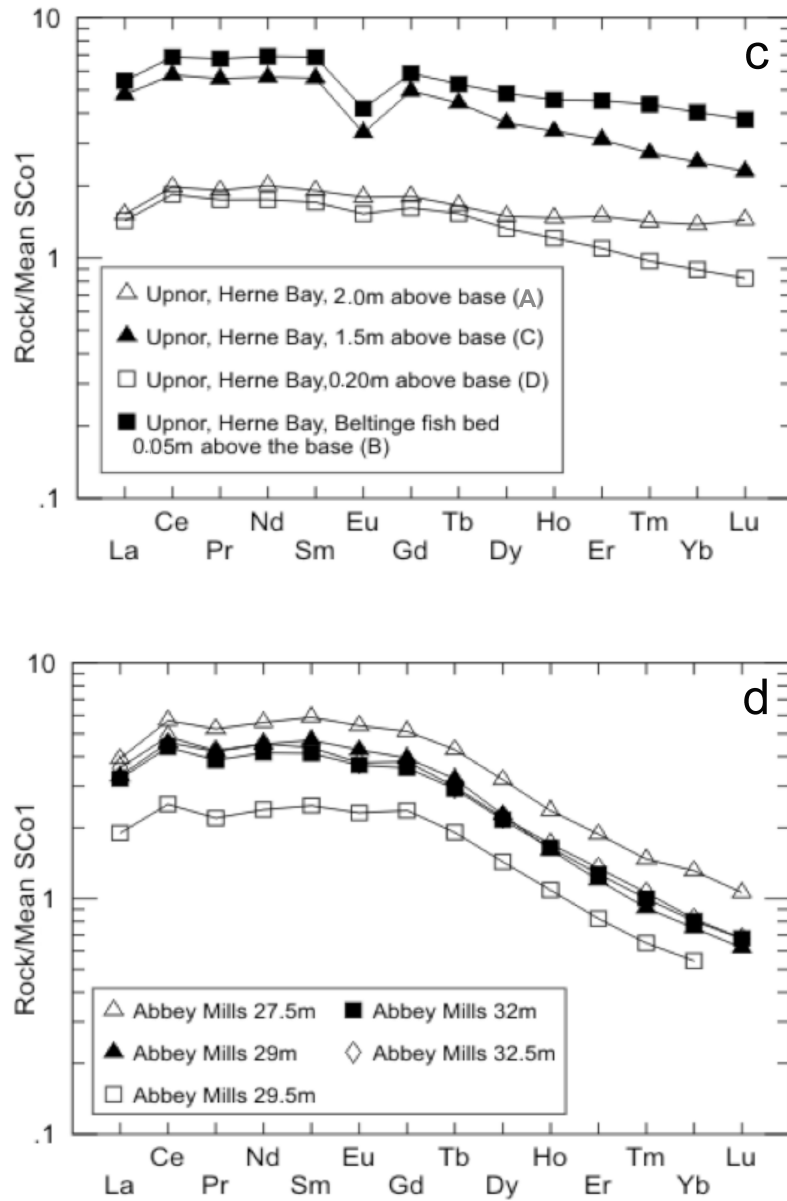 10
c
Rock/Mean SCo1
1
Upnor, Herne Bay, 2.0m above base (A)
Upnor, Herne Bay, 1.5m above base (C)
Upnor, Herne Bay,0.20m above base (D)
Upnor, Herne Bay, Beltinge fish bed
0.05m above the base (B)
.1
Ce Nd Eu Tb Ho Tm Lu
La Pr Sm Gd Dy Er Yb
10
d
Rock/Mean SCo1
1
Abbey Mills 27.5m Abbey Mills 32m
Abbey Mills 29m Abbey Mills 32.5m
Abbey Mills 29.5m
.1
Ce Nd Eu Tb Ho Tm Lu
La Pr Sm Gd Dy Er Yb